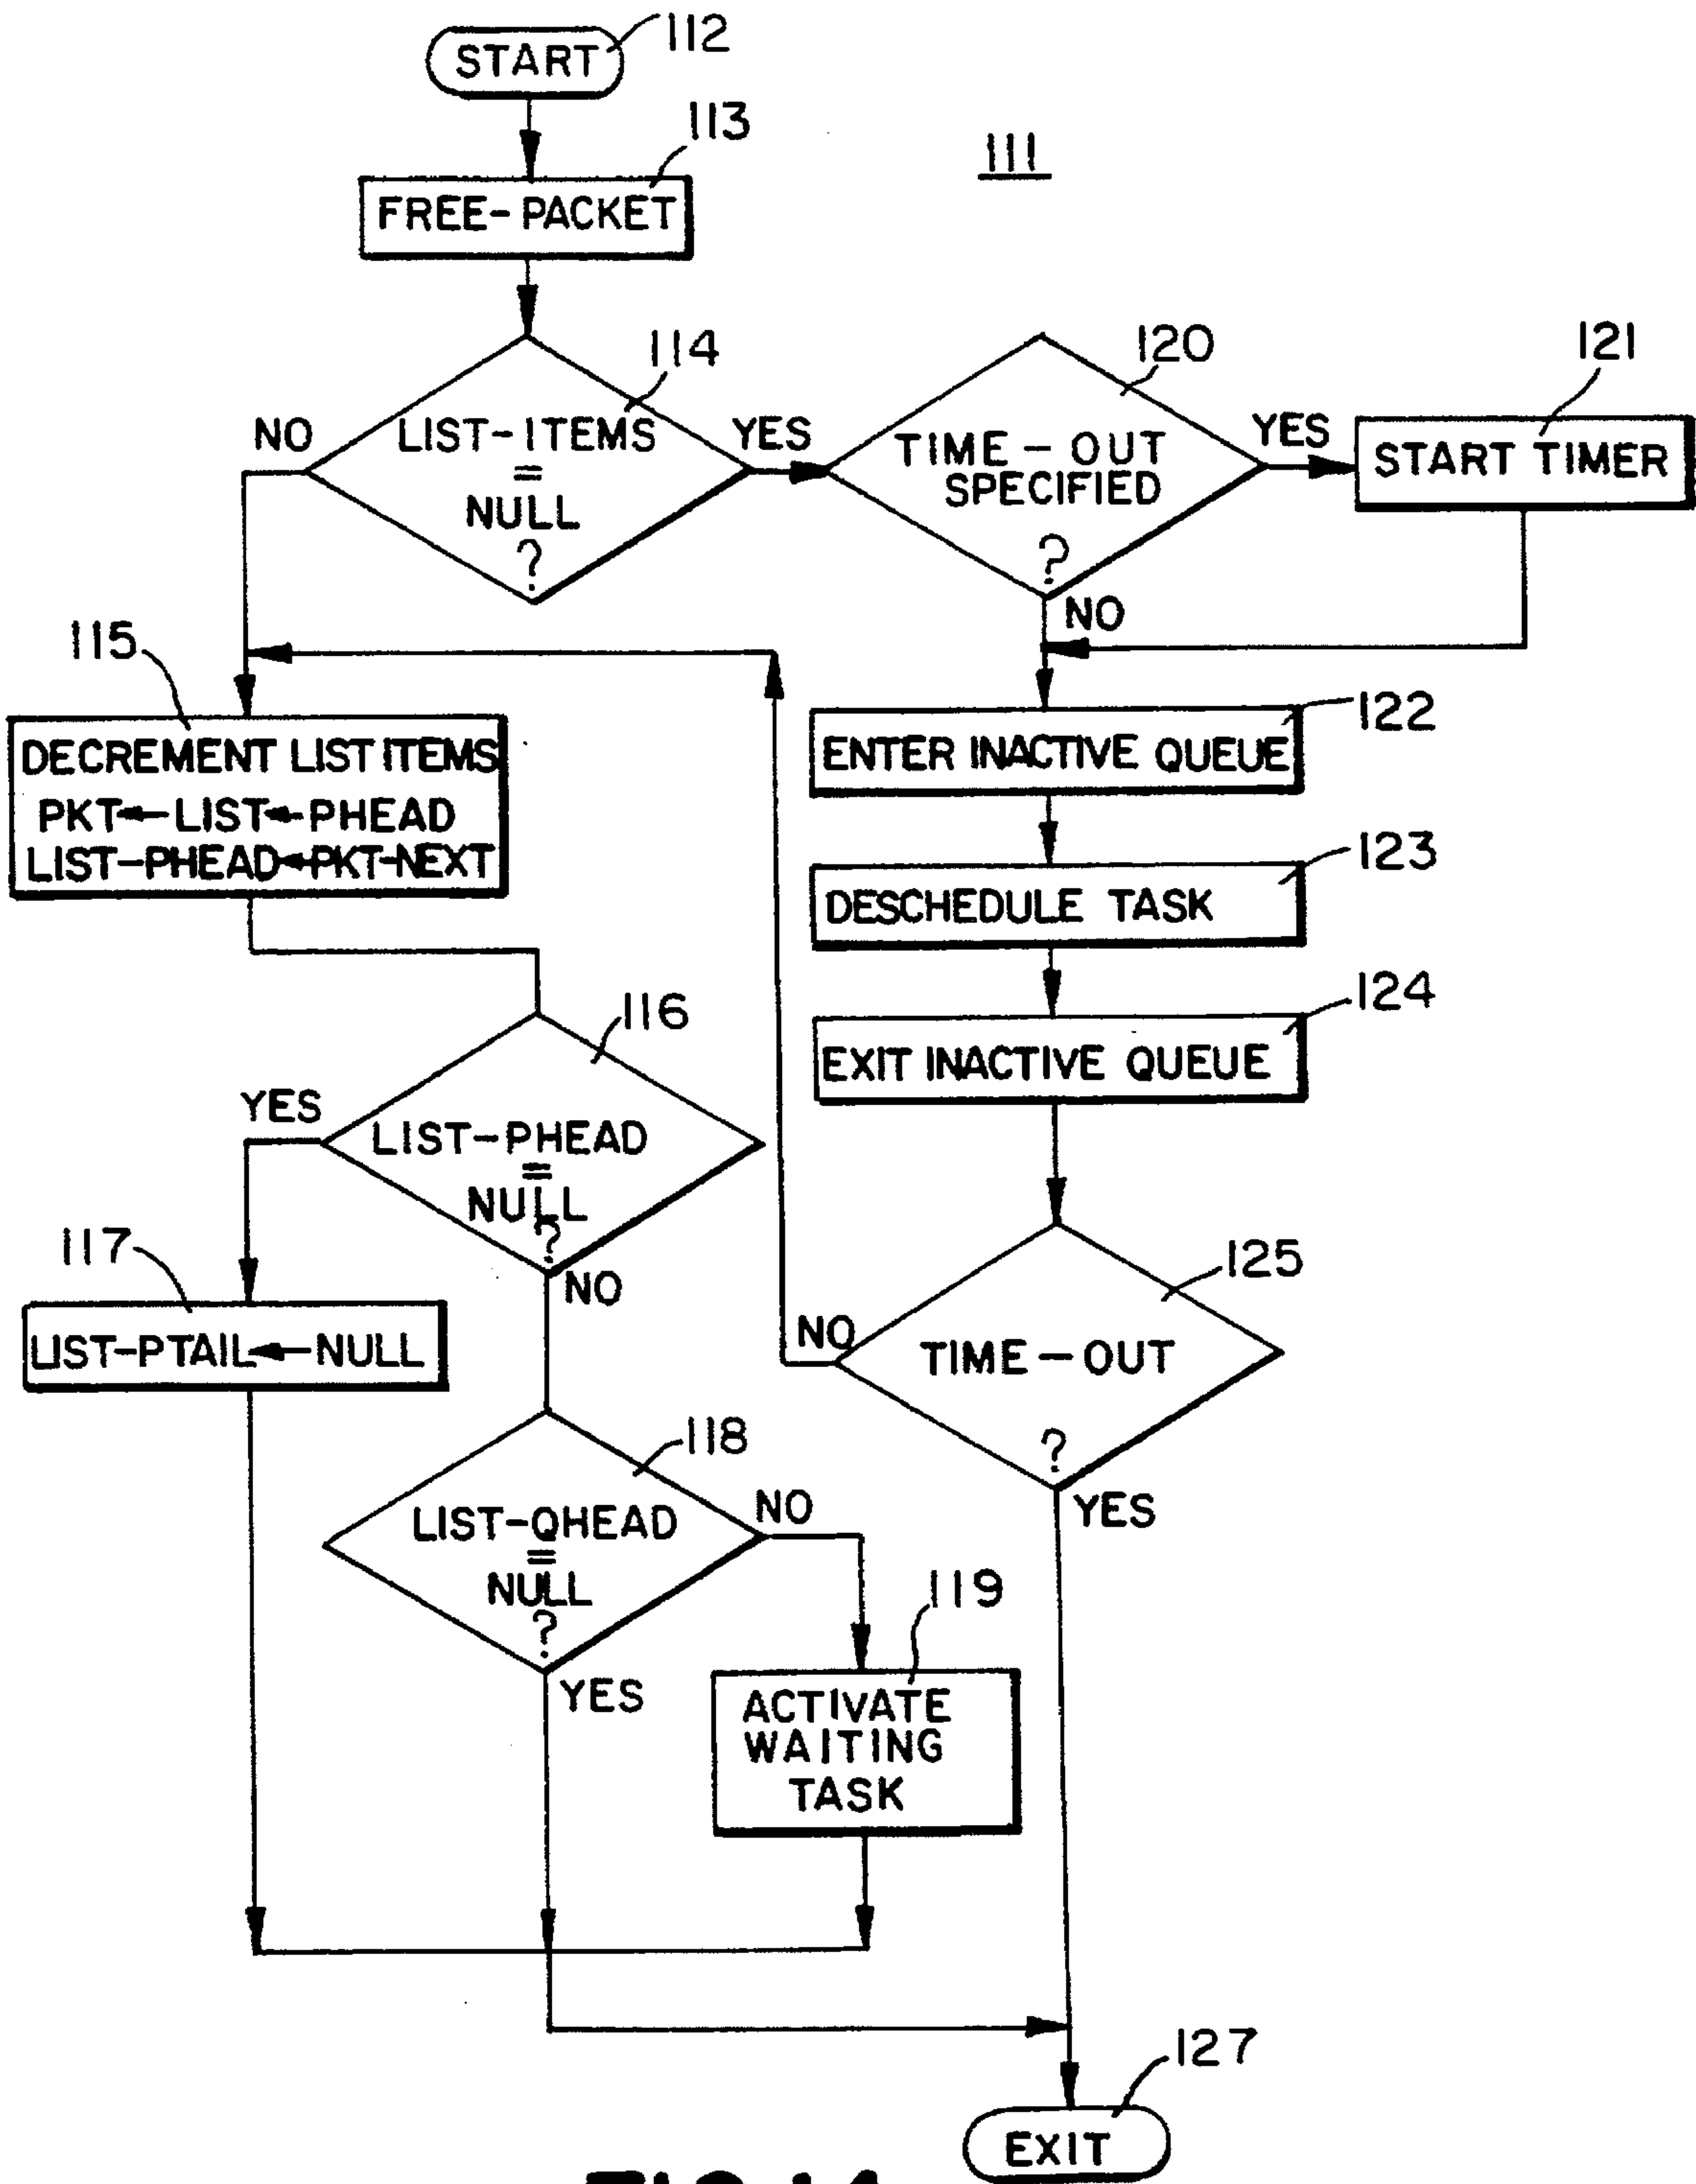 START
112
113
FREE-PACKET
111
114
LIST-ITEMS
=
NULL
?
NO
YES
120
TIME-OUT
SPECIFIED
?
YES
NO
121
START TIMER
115
DECREMENT LIST ITEMS
PKT←LIST←PHEAD
LIST-PHEAD←PKT-NEXT
122
ENTER INACTIVE QUEUE
123
DESCHEDULE TASK
124
EXIT INACTIVE QUEUE
116
LIST-PHEAD
=
NULL
?
YES
NO
117
LIST-PTAIL←NULL
125
TIME-OUT
?
NO
YES
118
LIST-QHEAD
=
NULL
?
NO
YES
119
ACTIVATE
WAITING
TASK
127
EXIT